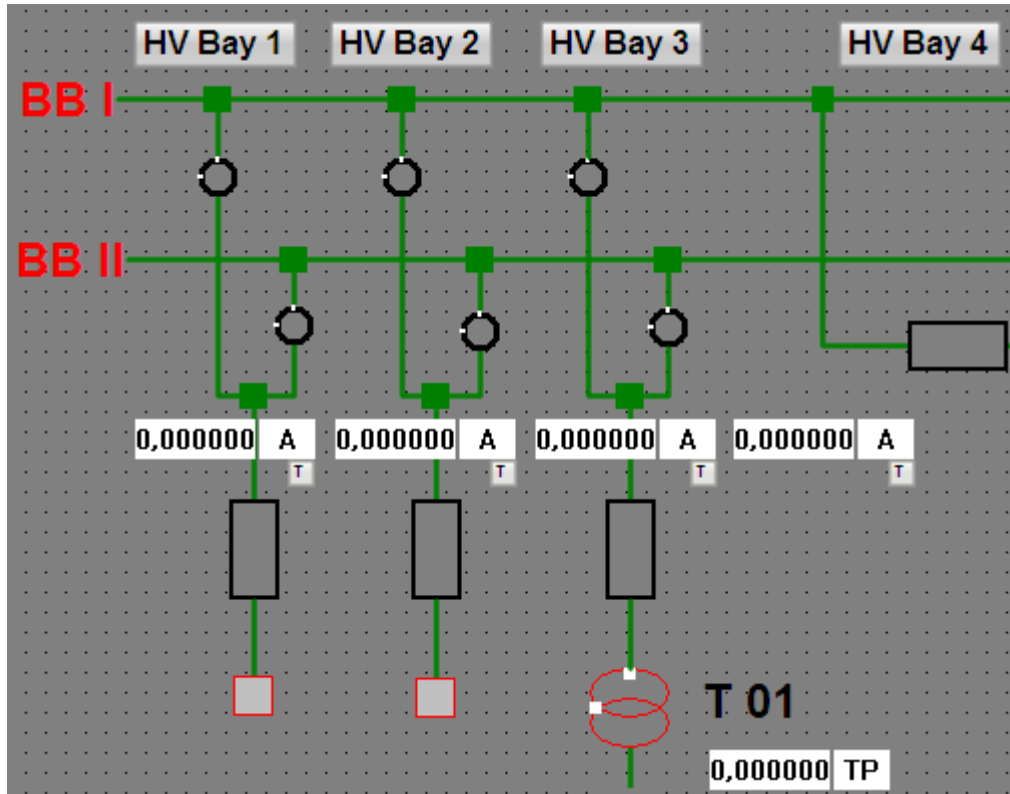 HV Bay 1 HV Bay 2 HV Bay 3 HV Bay 4
BB I
BB II
0,000000 A 0,000000 A 0,000000 A 0,000000 A
T T T T
T 01
0,000000 TP